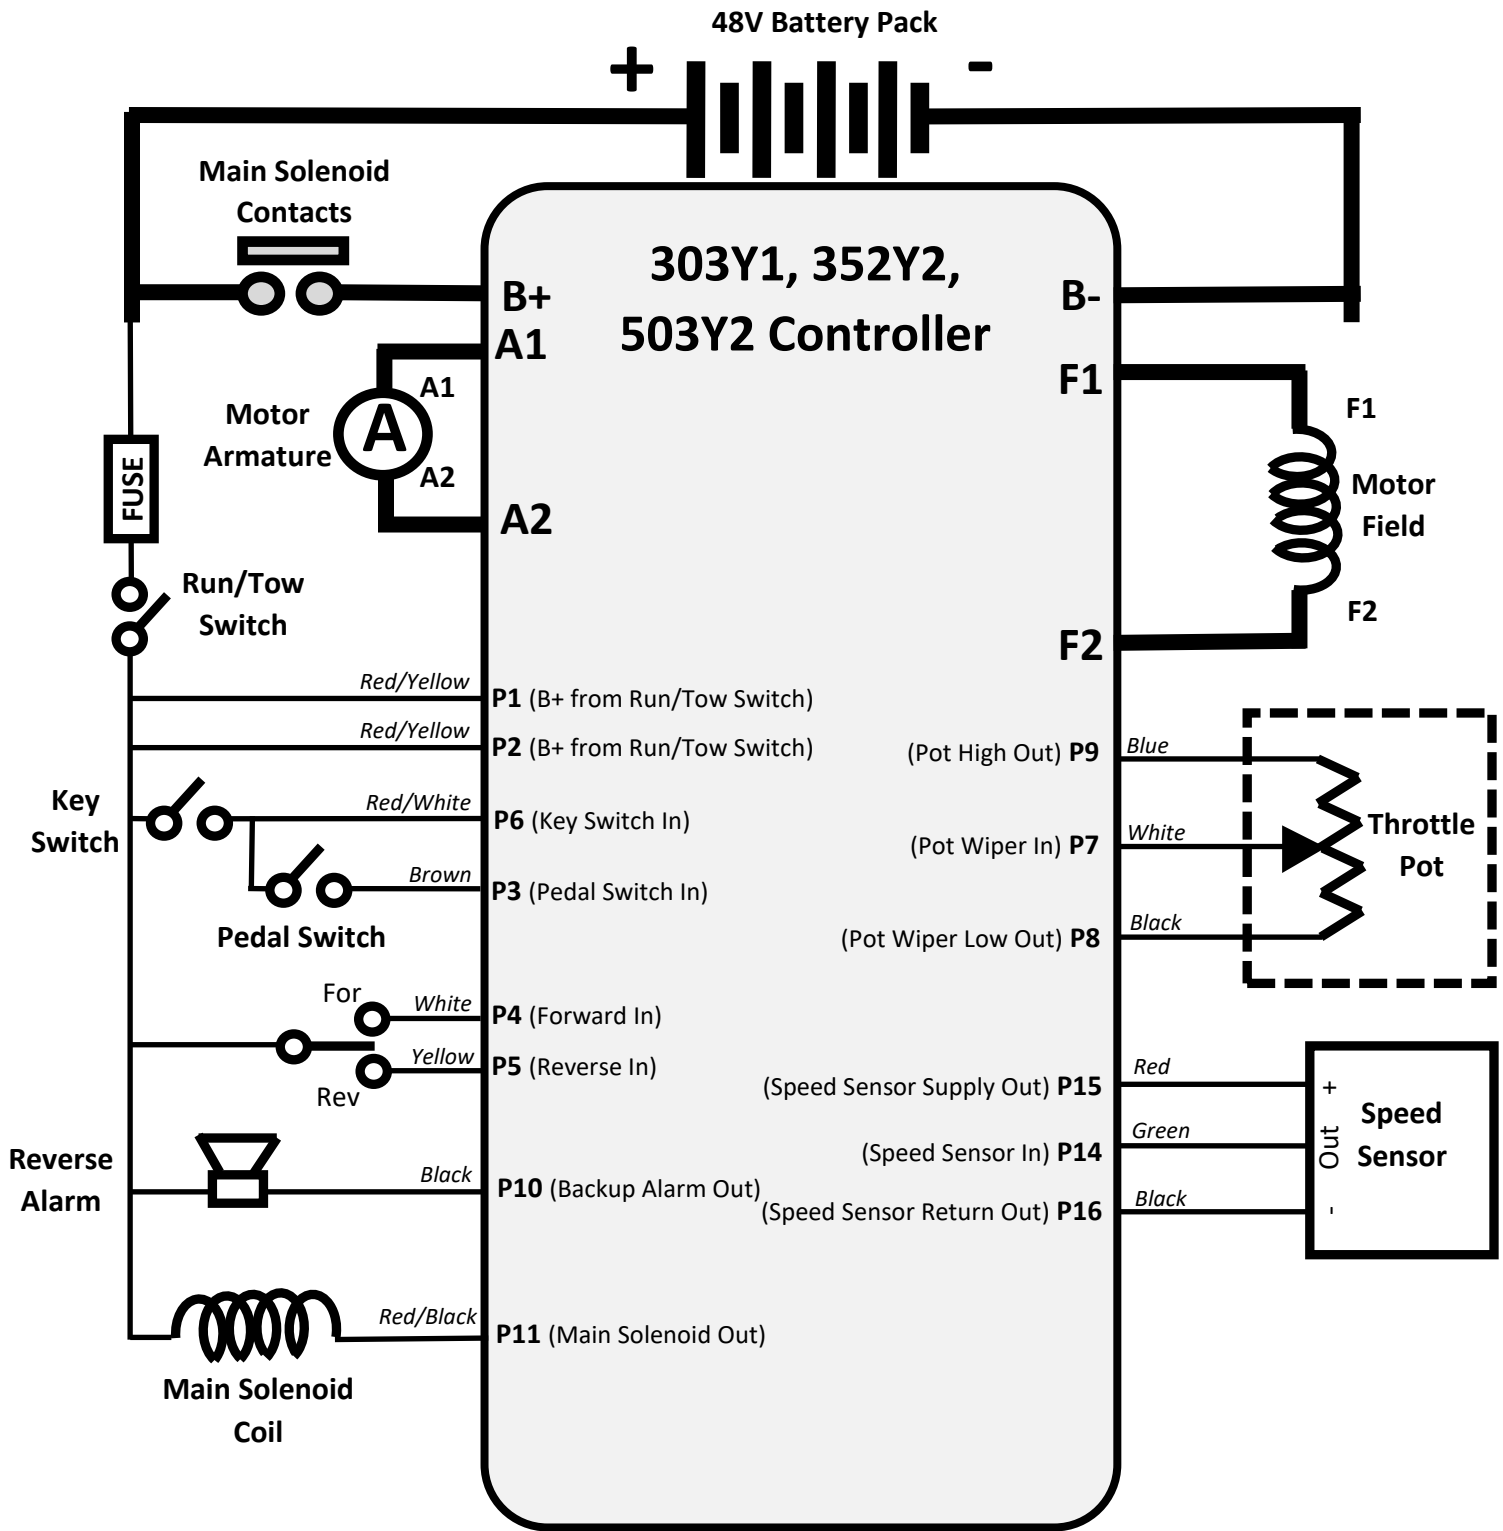 48V Battery Pack
+
-
Main Solenoid
Contacts
303Y1, 352Y2,
503Y2 Controller
B+
B-
A1
A1
A
Motor
Armature
A2
A2
F1
F1
Motor
Field
F2
F2
FUSE
Run/Tow
Switch
Red/Yellow
P1 (B+ from Run/Tow Switch)
Red/Yellow
P2 (B+ from Run/Tow Switch)
(Pot High Out) P9
Blue
Key
Switch
Red/White
P6 (Key Switch In)
(Pot Wiper In) P7
White
Throttle
Pot
Brown
P3 (Pedal Switch In)
Pedal Switch
(Pot Wiper Low Out) P8
Black
For
White
P4 (Forward In)
Yellow
P5 (Reverse In)
Rev
(Speed Sensor Supply Out) P15
Red
+
(Speed Sensor In) P14
Green
Out
Speed
Sensor
Reverse
Alarm
Black
P10 (Backup Alarm Out)
(Speed Sensor Return Out) P16
Black
-
Red/Black
P11 (Main Solenoid Out)
Main Solenoid
Coil